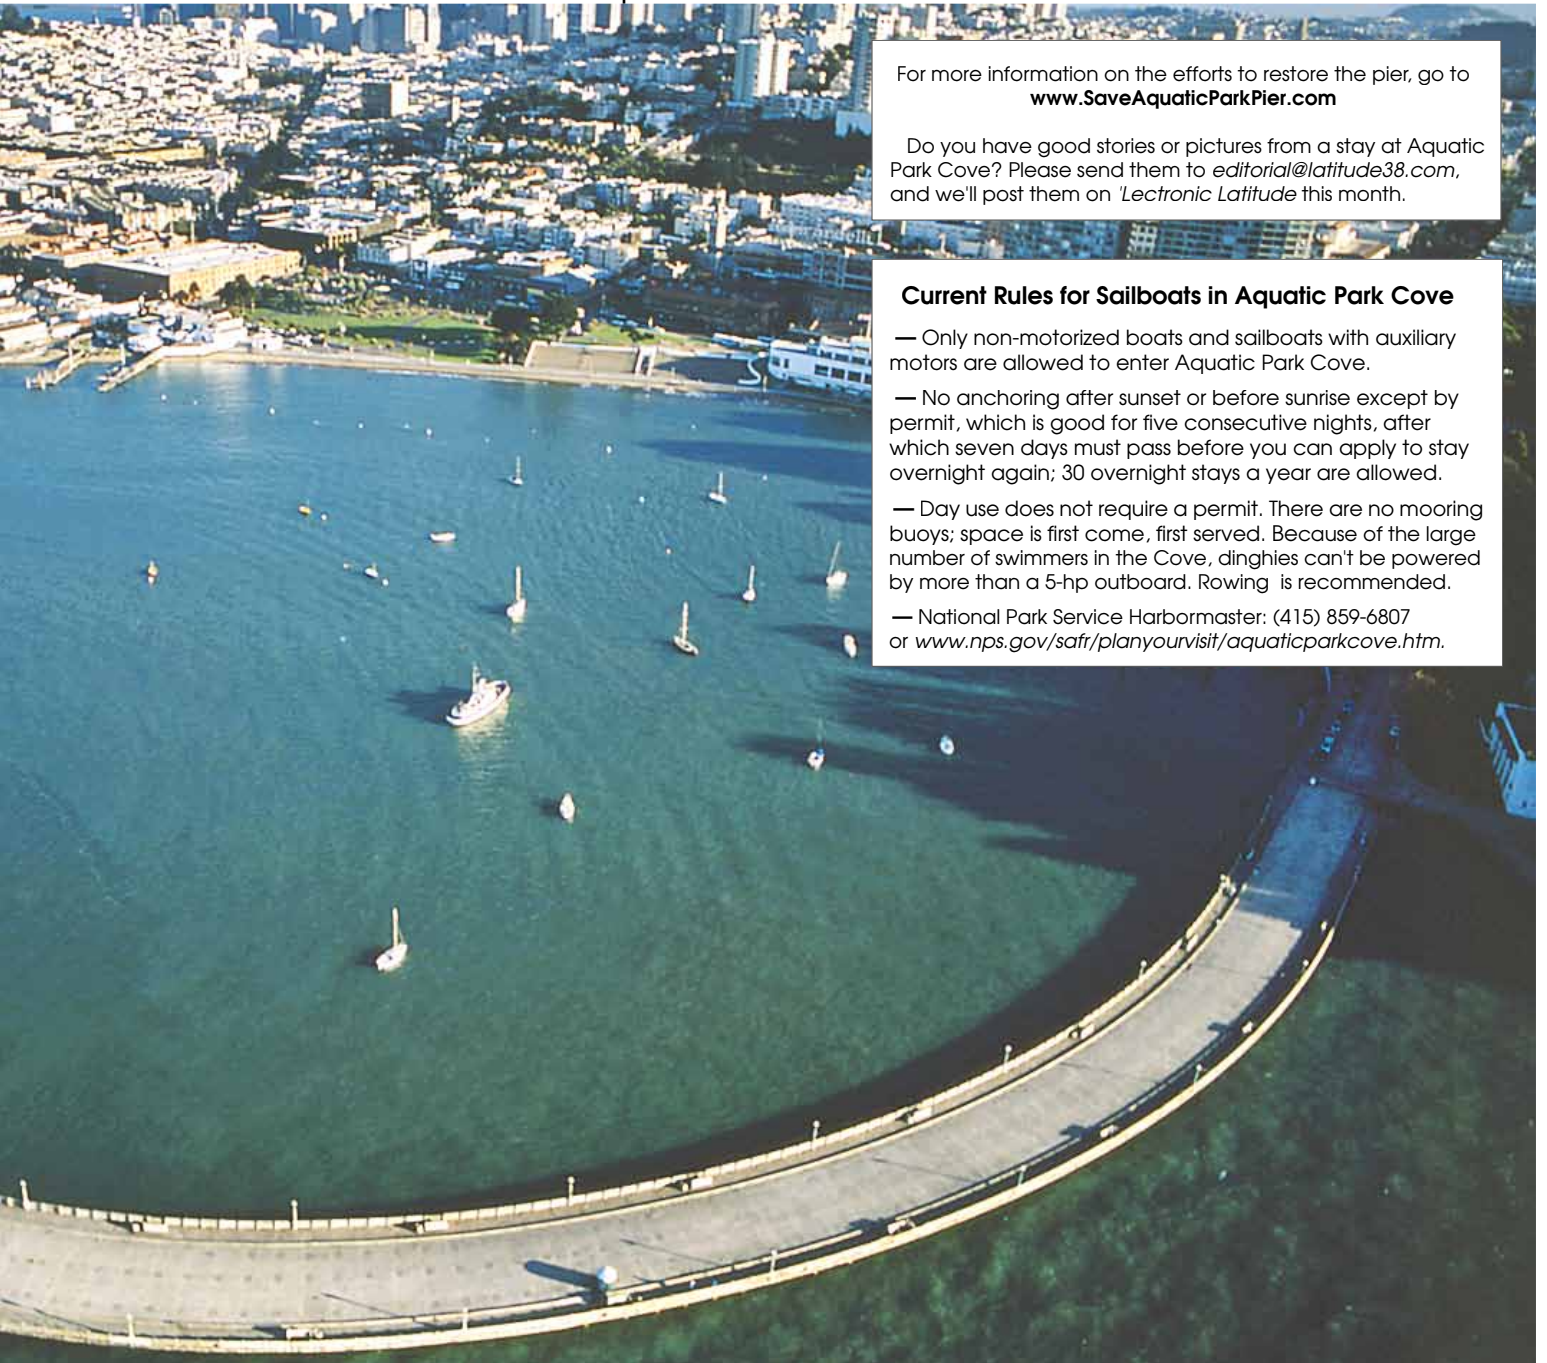 For more information on the efforts to restore the pier, go to
www.SaveAquaticParkPier.com
Do you have good stories or pictures from a stay at Aquatic
Park Cove? Please send them to editorial@latitude38.com,
and we'll post them on 'Lectronic Latitude this month.
Current Rules for Sailboats in Aquatic Park Cove
— Only non-motorized boats and sailboats with auxiliary
motors are allowed to enter Aquatic Park Cove.
— No anchoring after sunset or before sunrise except by
permit, which is good for five consecutive nights, after
which seven days must pass before you can apply to stay
overnight again; 30 overnight stays a year are allowed.
— Day use does not require a permit. There are no mooring
buoys; space is first come, first served. Because of the large
number of swimmers in the Cove, dinghies can't be powered
by more than a 5-hp outboard. Rowing  is recommended.
— National Park Service Harbormaster: (415) 859-6807
or www.nps.gov/safr/planyourvisit/aquaticparkcove.htm.